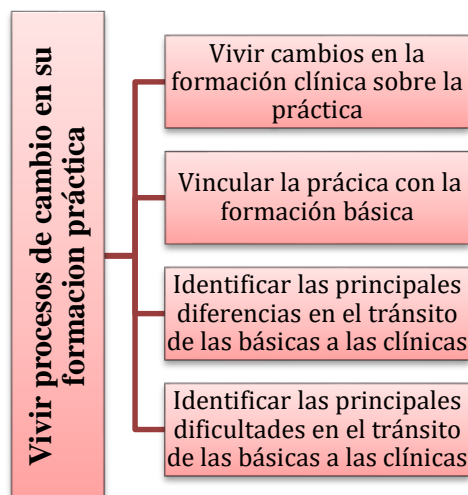 Vivir procesos de cambio en su
formacion práctica
Vivir cambios en la
formación clínica sobre la
práctica
Vincular la prácica con la
formación básica
Identificar las principales
diferencias en el tránsito
de las básicas a las clínicas
Identificar las principales
dificultades en el tránsito
de las básicas a las clínicas